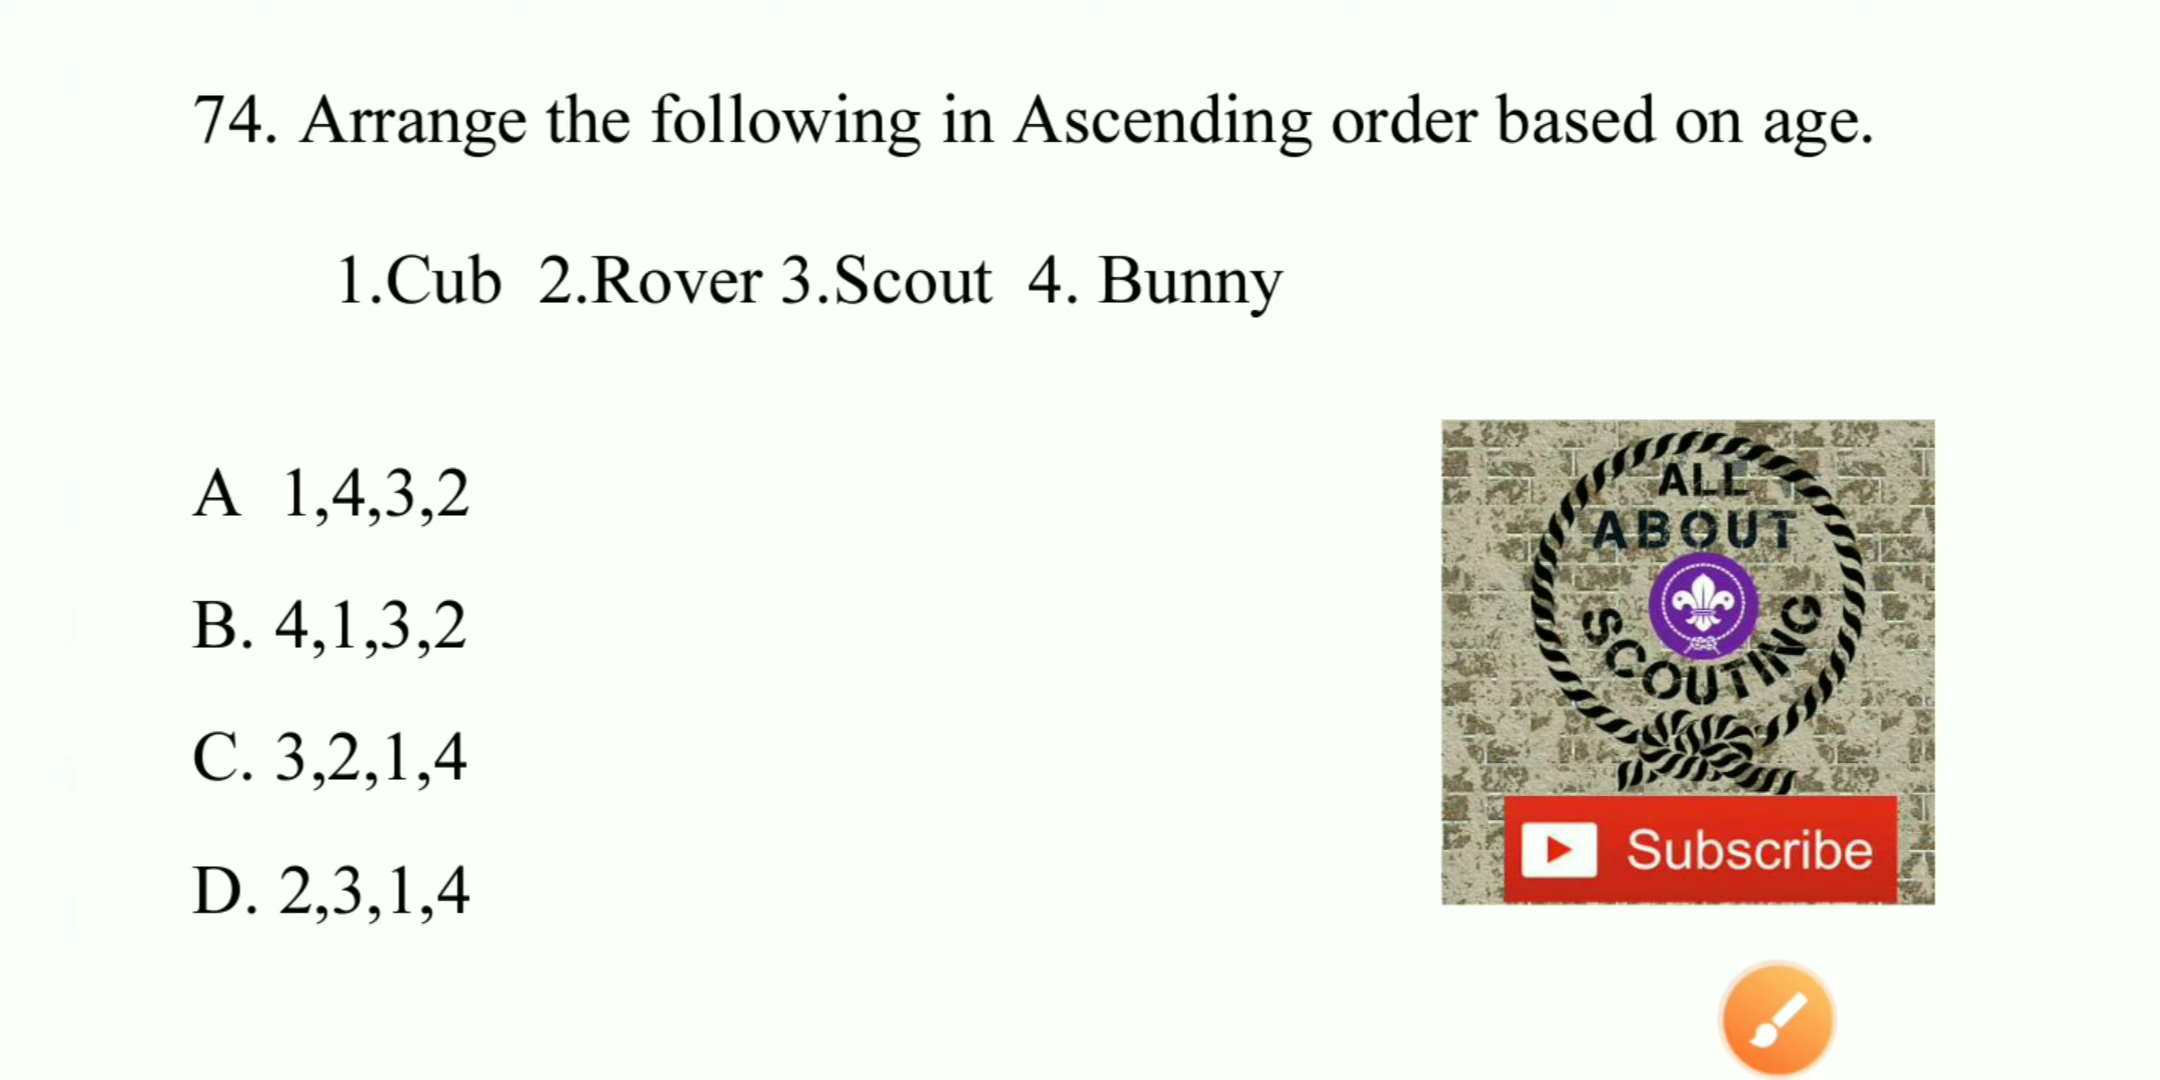 74. Arrange the following in Ascending order based on age.
1.Cub 2.Rover 3.Scout 4. Bunny
A 1,4,3,2
B. 4,1,3,2
C. 3,2,1,4
D. 2,3,1,4
ALL
ABOUT
SCOUTING
Subscribe